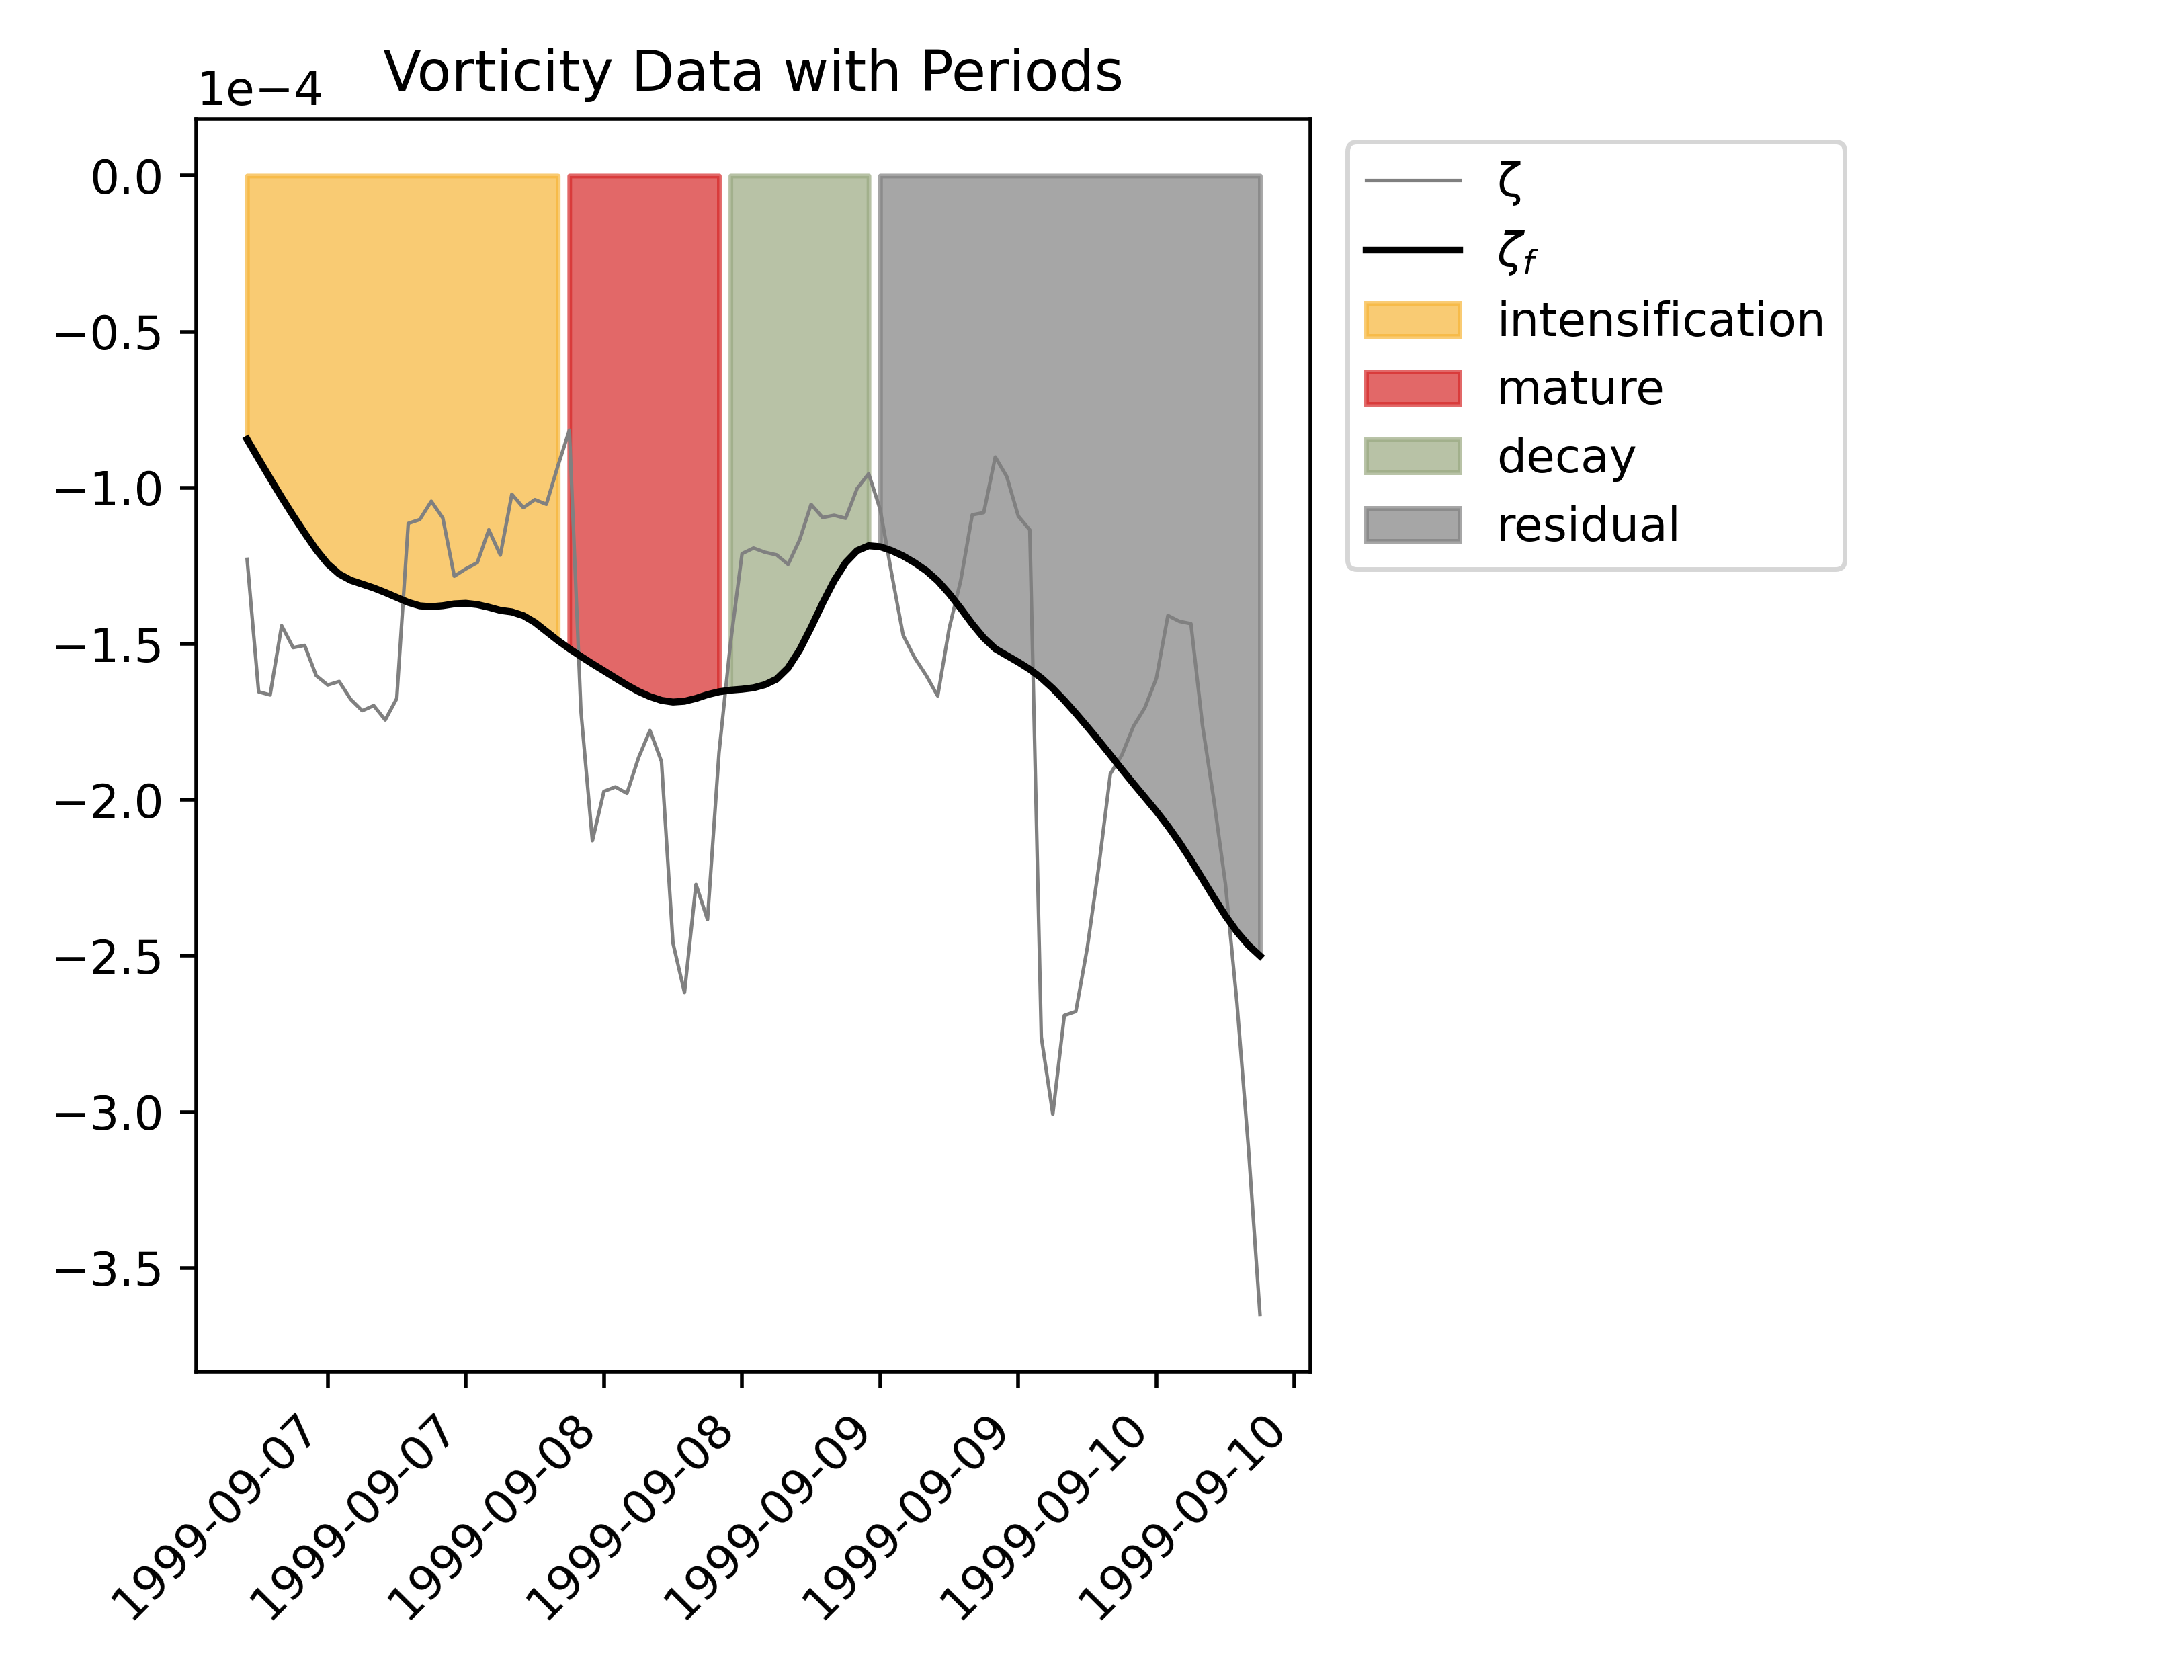 Vorticity Data with Periods
1e−4
0.0
−0.5
−1.0
−1.5
−2.0
−2.5
−3.0
−3.5
1999-09-07
1999-09-07
1999-09-08
1999-09-08
1999-09-09
1999-09-09
1999-09-10
1999-09-10
ζ
ζf
intensification
mature
decay
residual